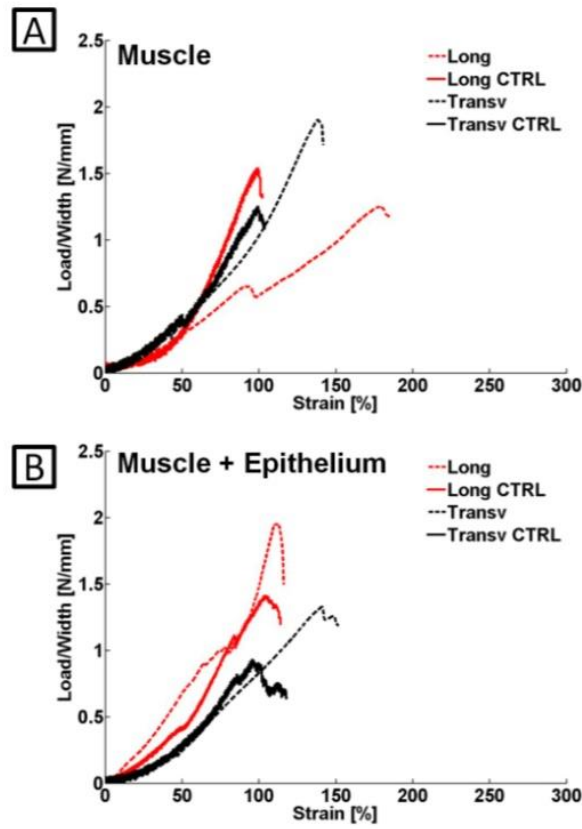 A
Muscle
2.5
2
1.5
1
0.5
0
Load/Width [N/mm]
Long
Long CTRL
Transv
Transv CTRL
0 50 100 150 200 250 300
Strain [%]
B
Muscle + Epithelium
2.5
2
1.5
1
0.5
0
Load/Width [N/mm]
Long
Long CTRL
Transv
Transv CTRL
0 50 100 150 200 250 300
Strain [%]